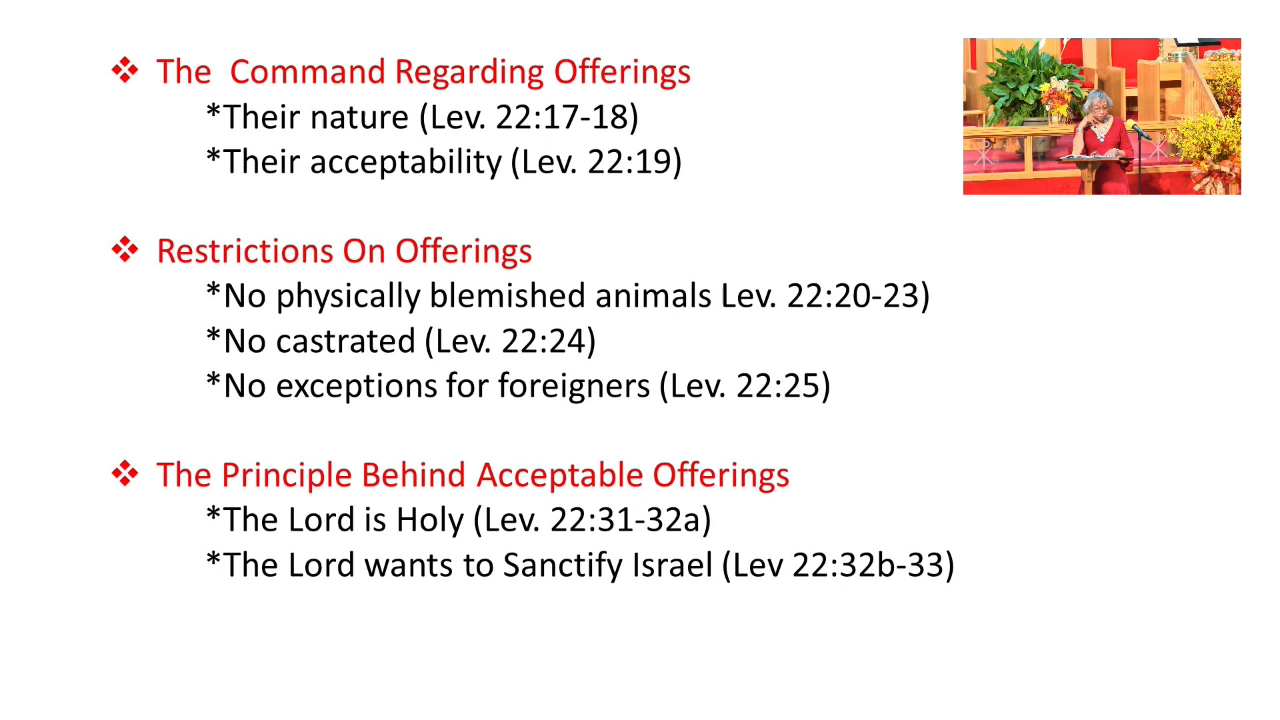 ❖ The  Command Regarding Offerings
*Their nature (Lev. 22:17-18)
*Their acceptability (Lev. 22:19)
❖ Restrictions On Offerings
*No physically blemished animals Lev. 22:20-23)
*No castrated (Lev. 22:24)
*No exceptions for foreigners (Lev. 22:25)
❖ The Principle Behind Acceptable Offerings
*The Lord is Holy (Lev. 22:31-32a)
*The Lord wants to Sanctify Israel (Lev 22:32b-33)